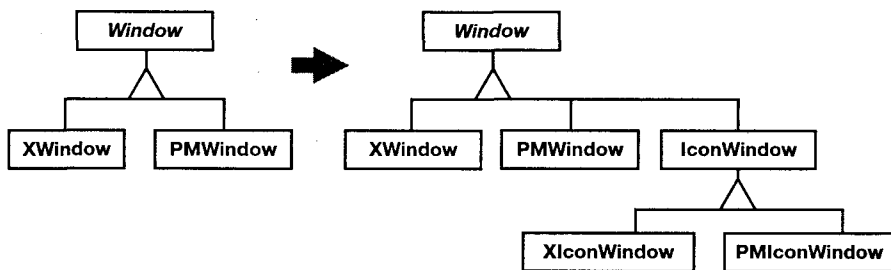 Window
Window
XWindow
PMWindow
XWindow
PMWindow
IconWindow
XIconWindow
PMIconWindow